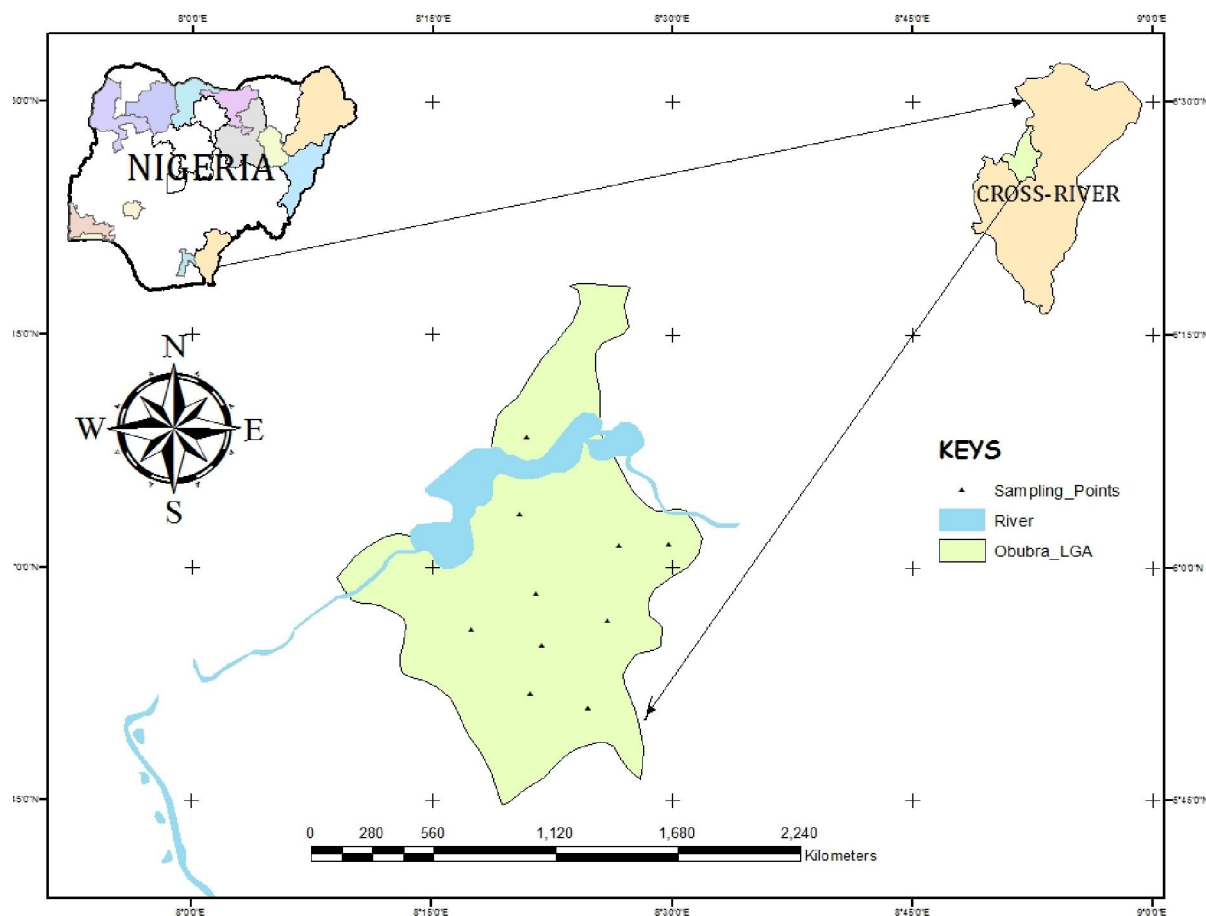 8°0'0"E 8°15'0"E 8°30'0"E 8°45'0"E 9°0'0"E
NIGERIA
CROSS-RIVER
N
W E
S
KEYS
Sampling_Points
River
Obubra_LGA
0 280 560 1,120 1,680 2,240
Kilometers
8°0'0"E 8°15'0"E 8°30'0"E 8°45'0"E 9°0'0"E